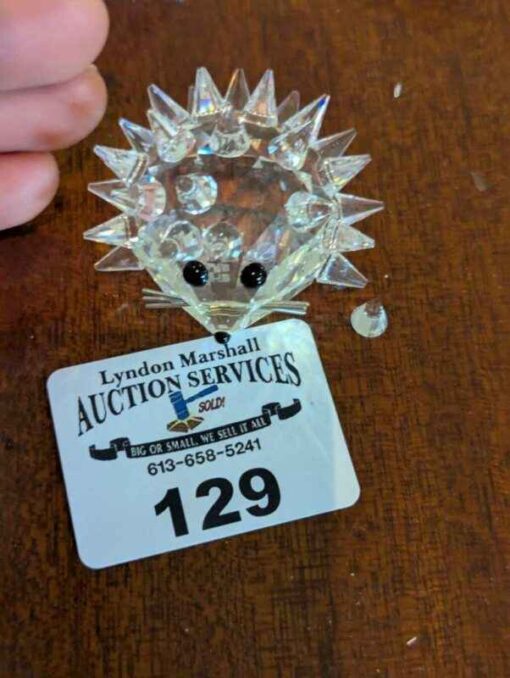 Lyndon Marshall
AUCTION SERVICES
SOLD!
BIG OR SMALL, WE SELL IT ALL
613-658-5241
129